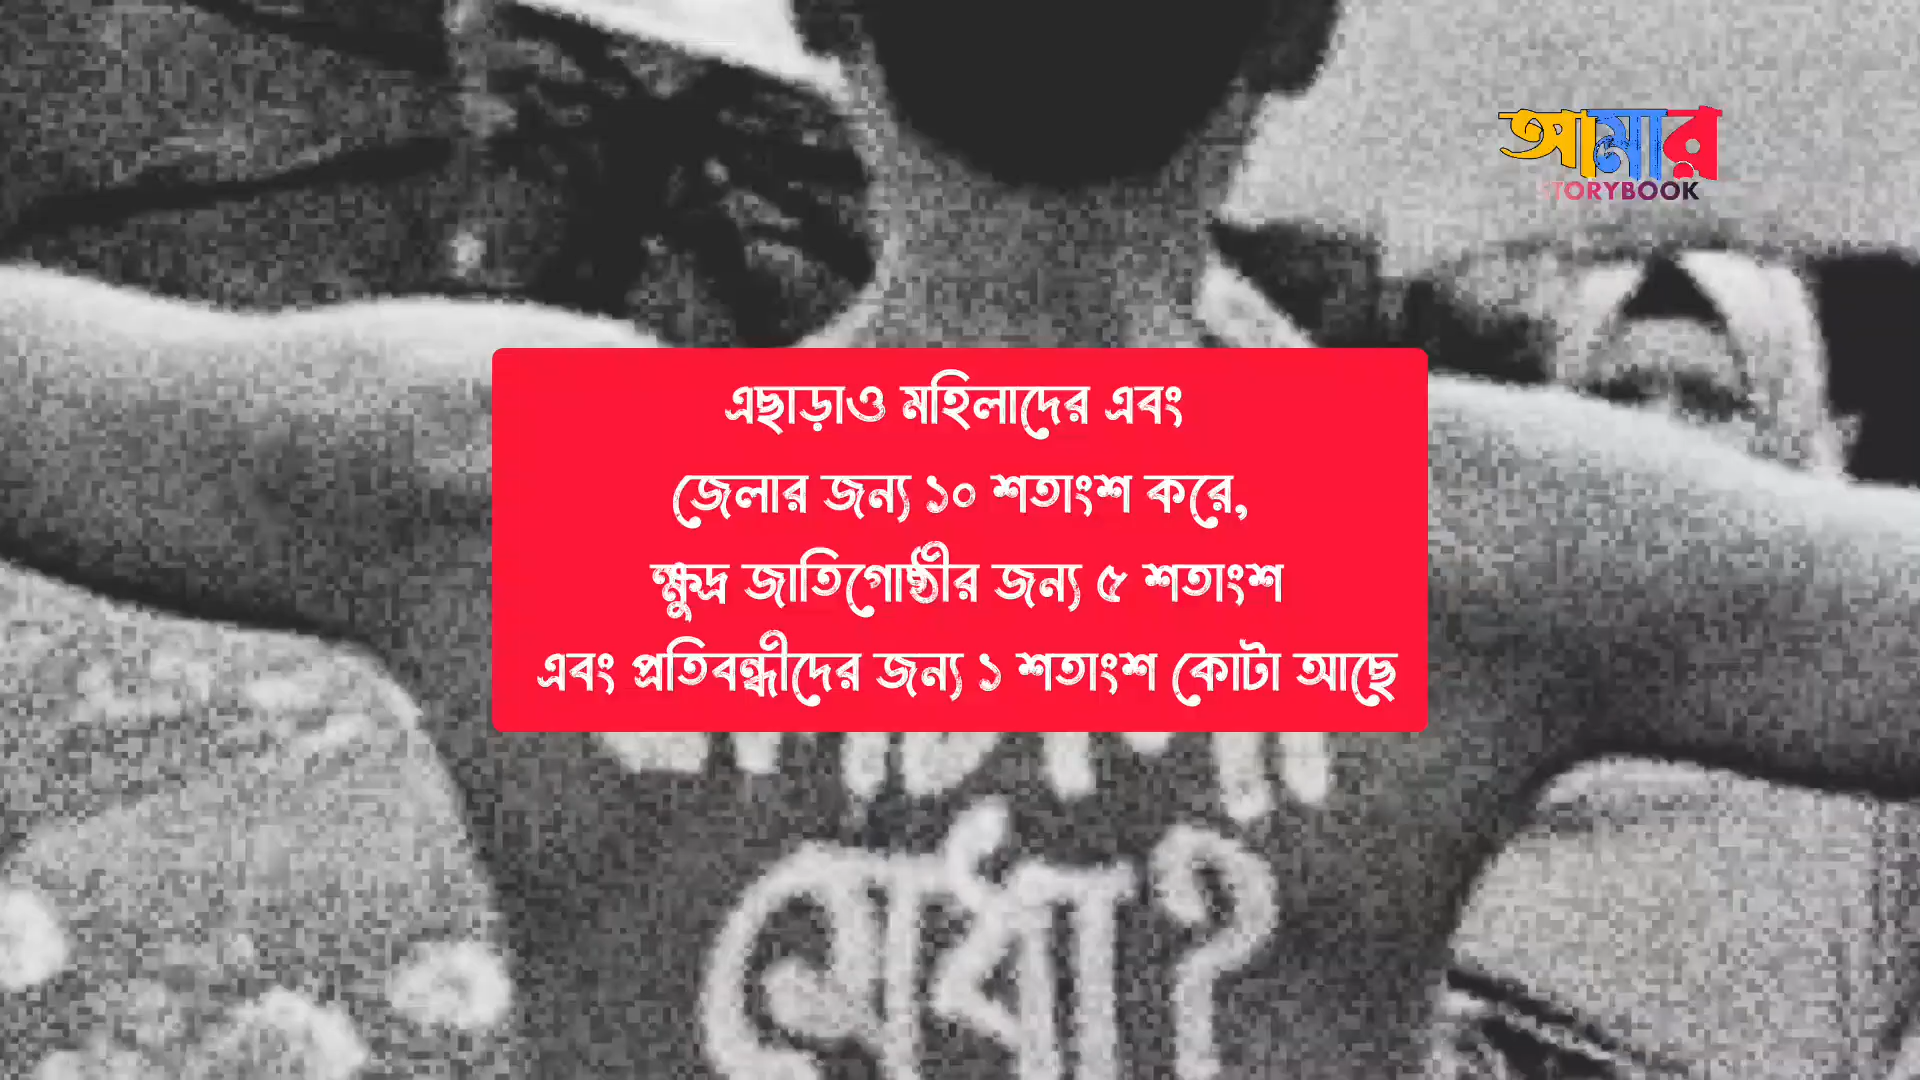 আমার
STORYBOOK
এছাড়াও মহিলাদের এবং
জেলার জন্য ১০ শতাংশ করে,
ক্ষুদ্র জাতিগোষ্ঠীর জন্য ৫ শতাংশ
এবং প্রতিবন্ধীদের জন্য ১ শতাংশ কোটা আছে
মেধা?